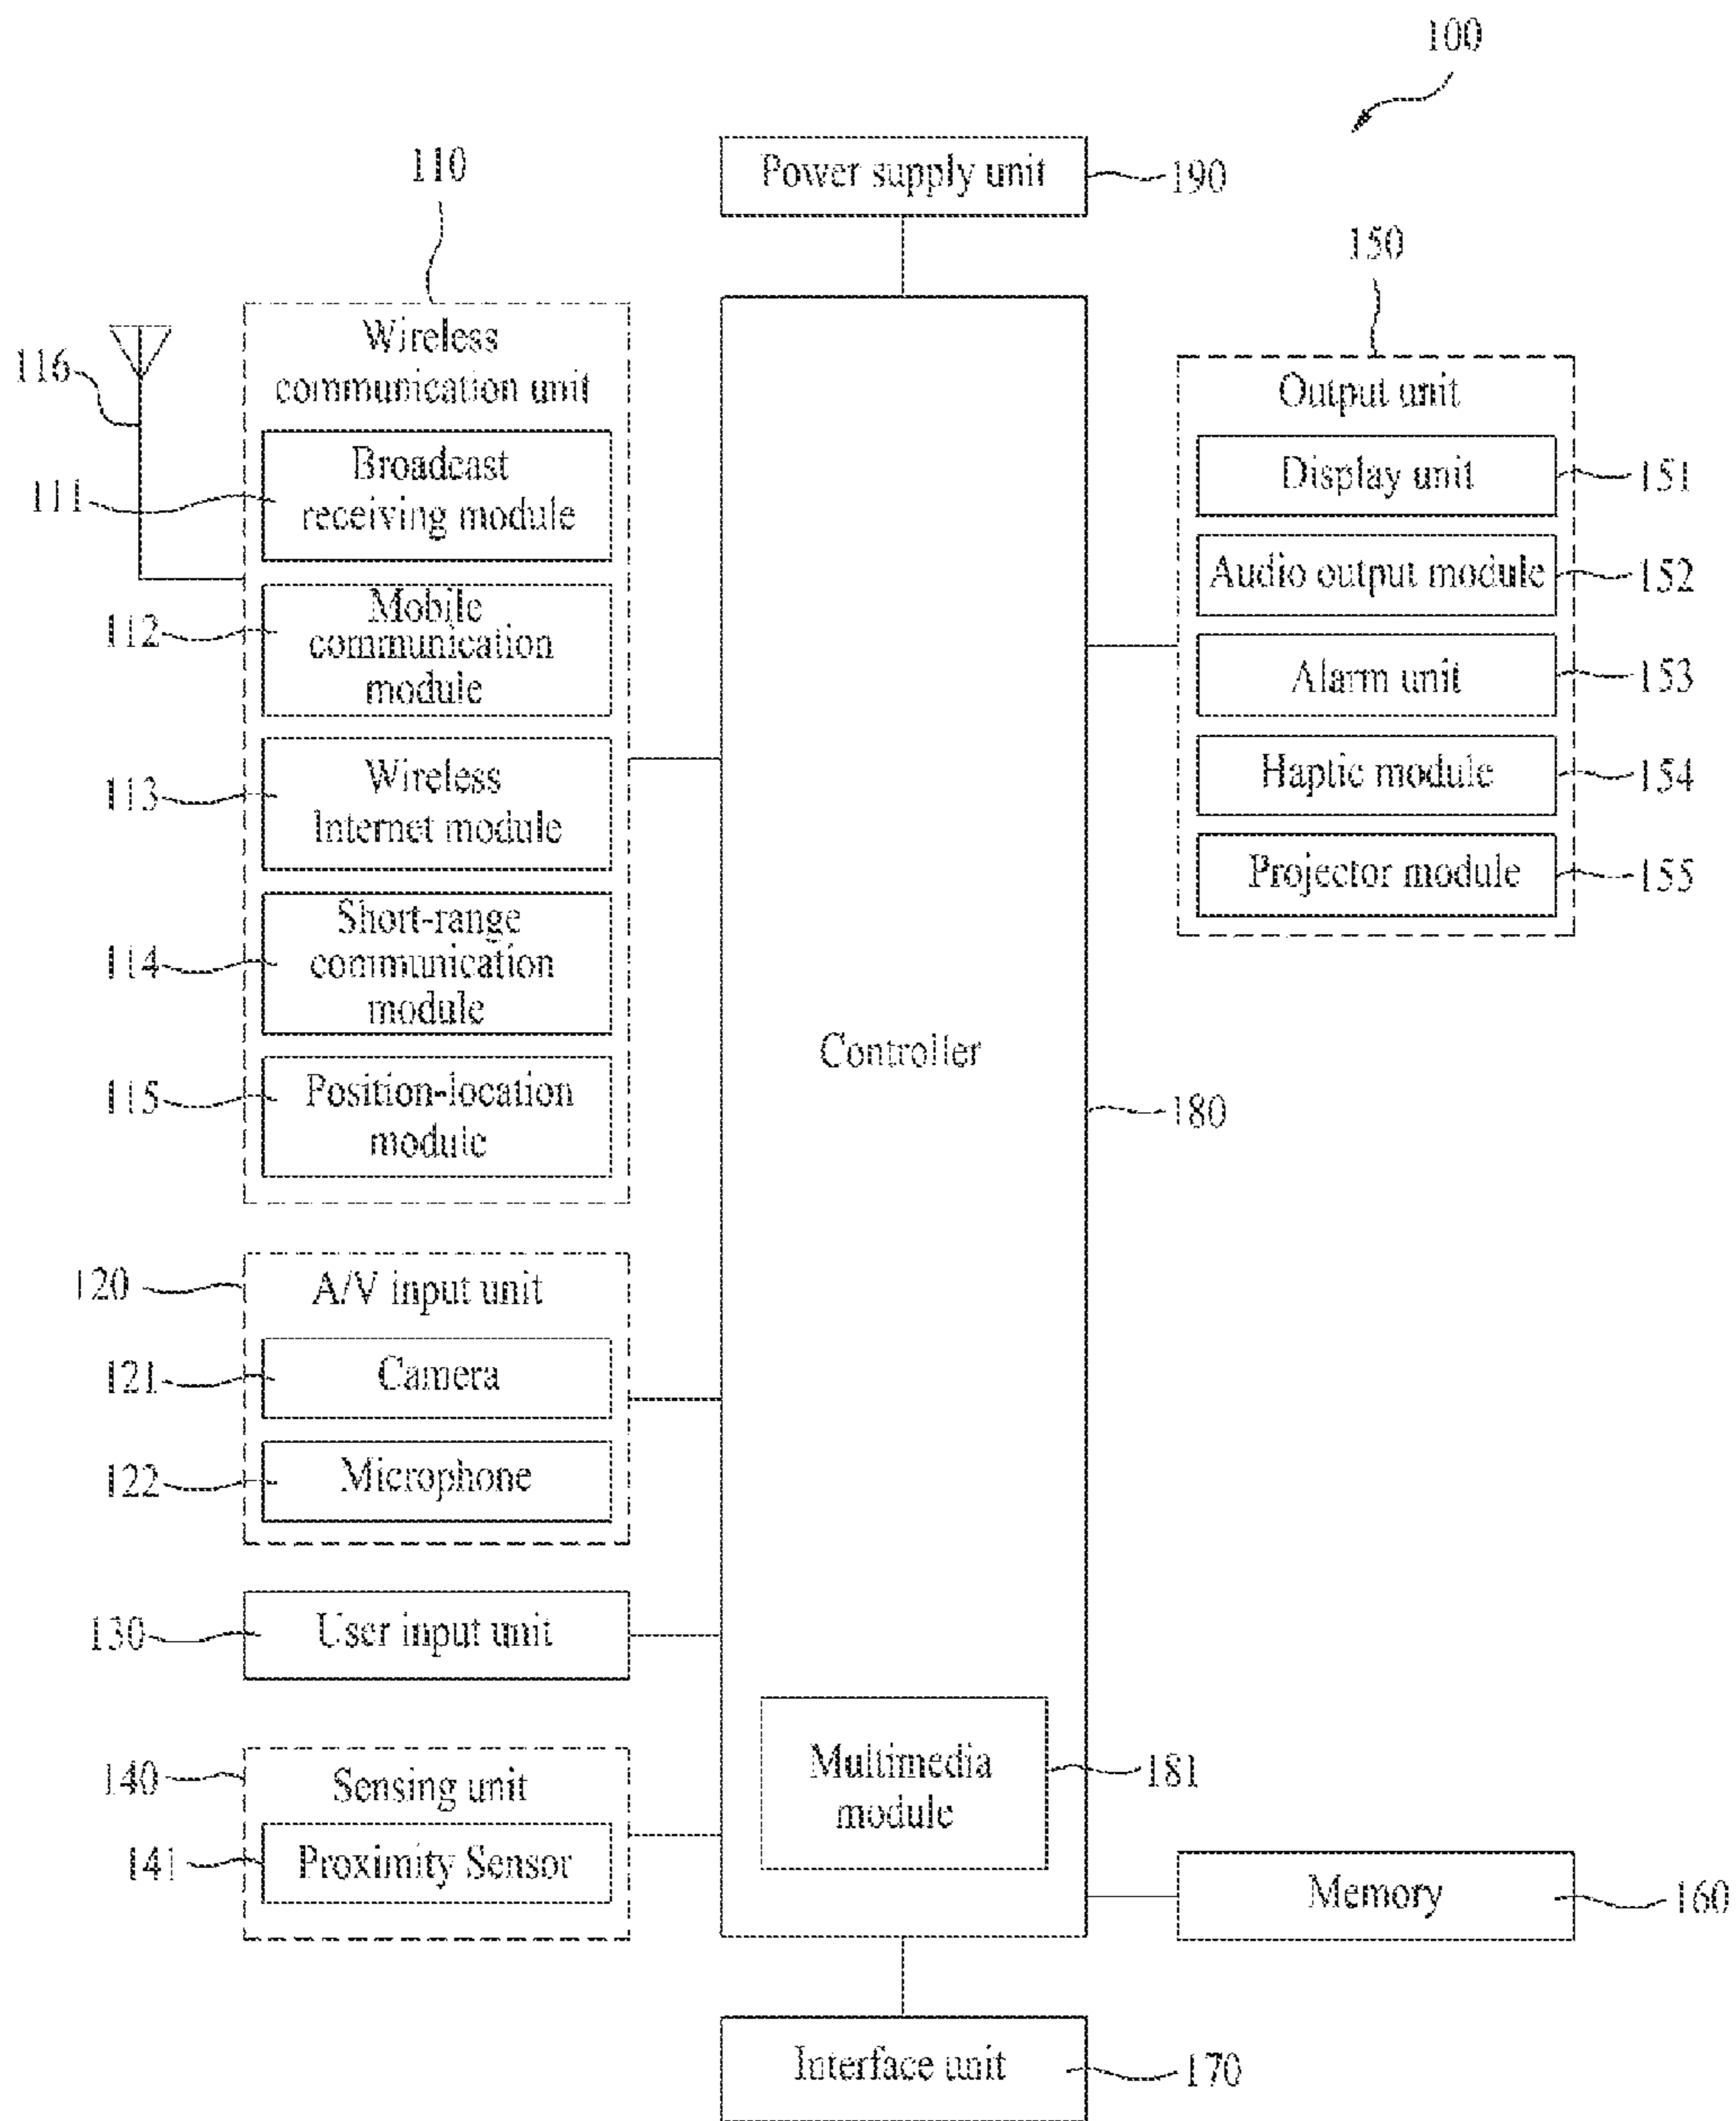 100
Power supply unit
190
110
Wireless
communication unit
116
Broadcast
receiving module
111
Mobile
communication
module
112
Wireless
Internet module
113
Short-range
communication
module
114
Position-location
module
115
A/V input unit
120
Camera
121
Microphone
122
User input unit
130
Sensing unit
140
Proximity Sensor
141
Controller
180
Multimedia
module
181
150
Output unit
Display unit
151
Audio output module
152
Alarm unit
153
Haptic module
154
Projector module
155
Memory
160
Interface unit
170